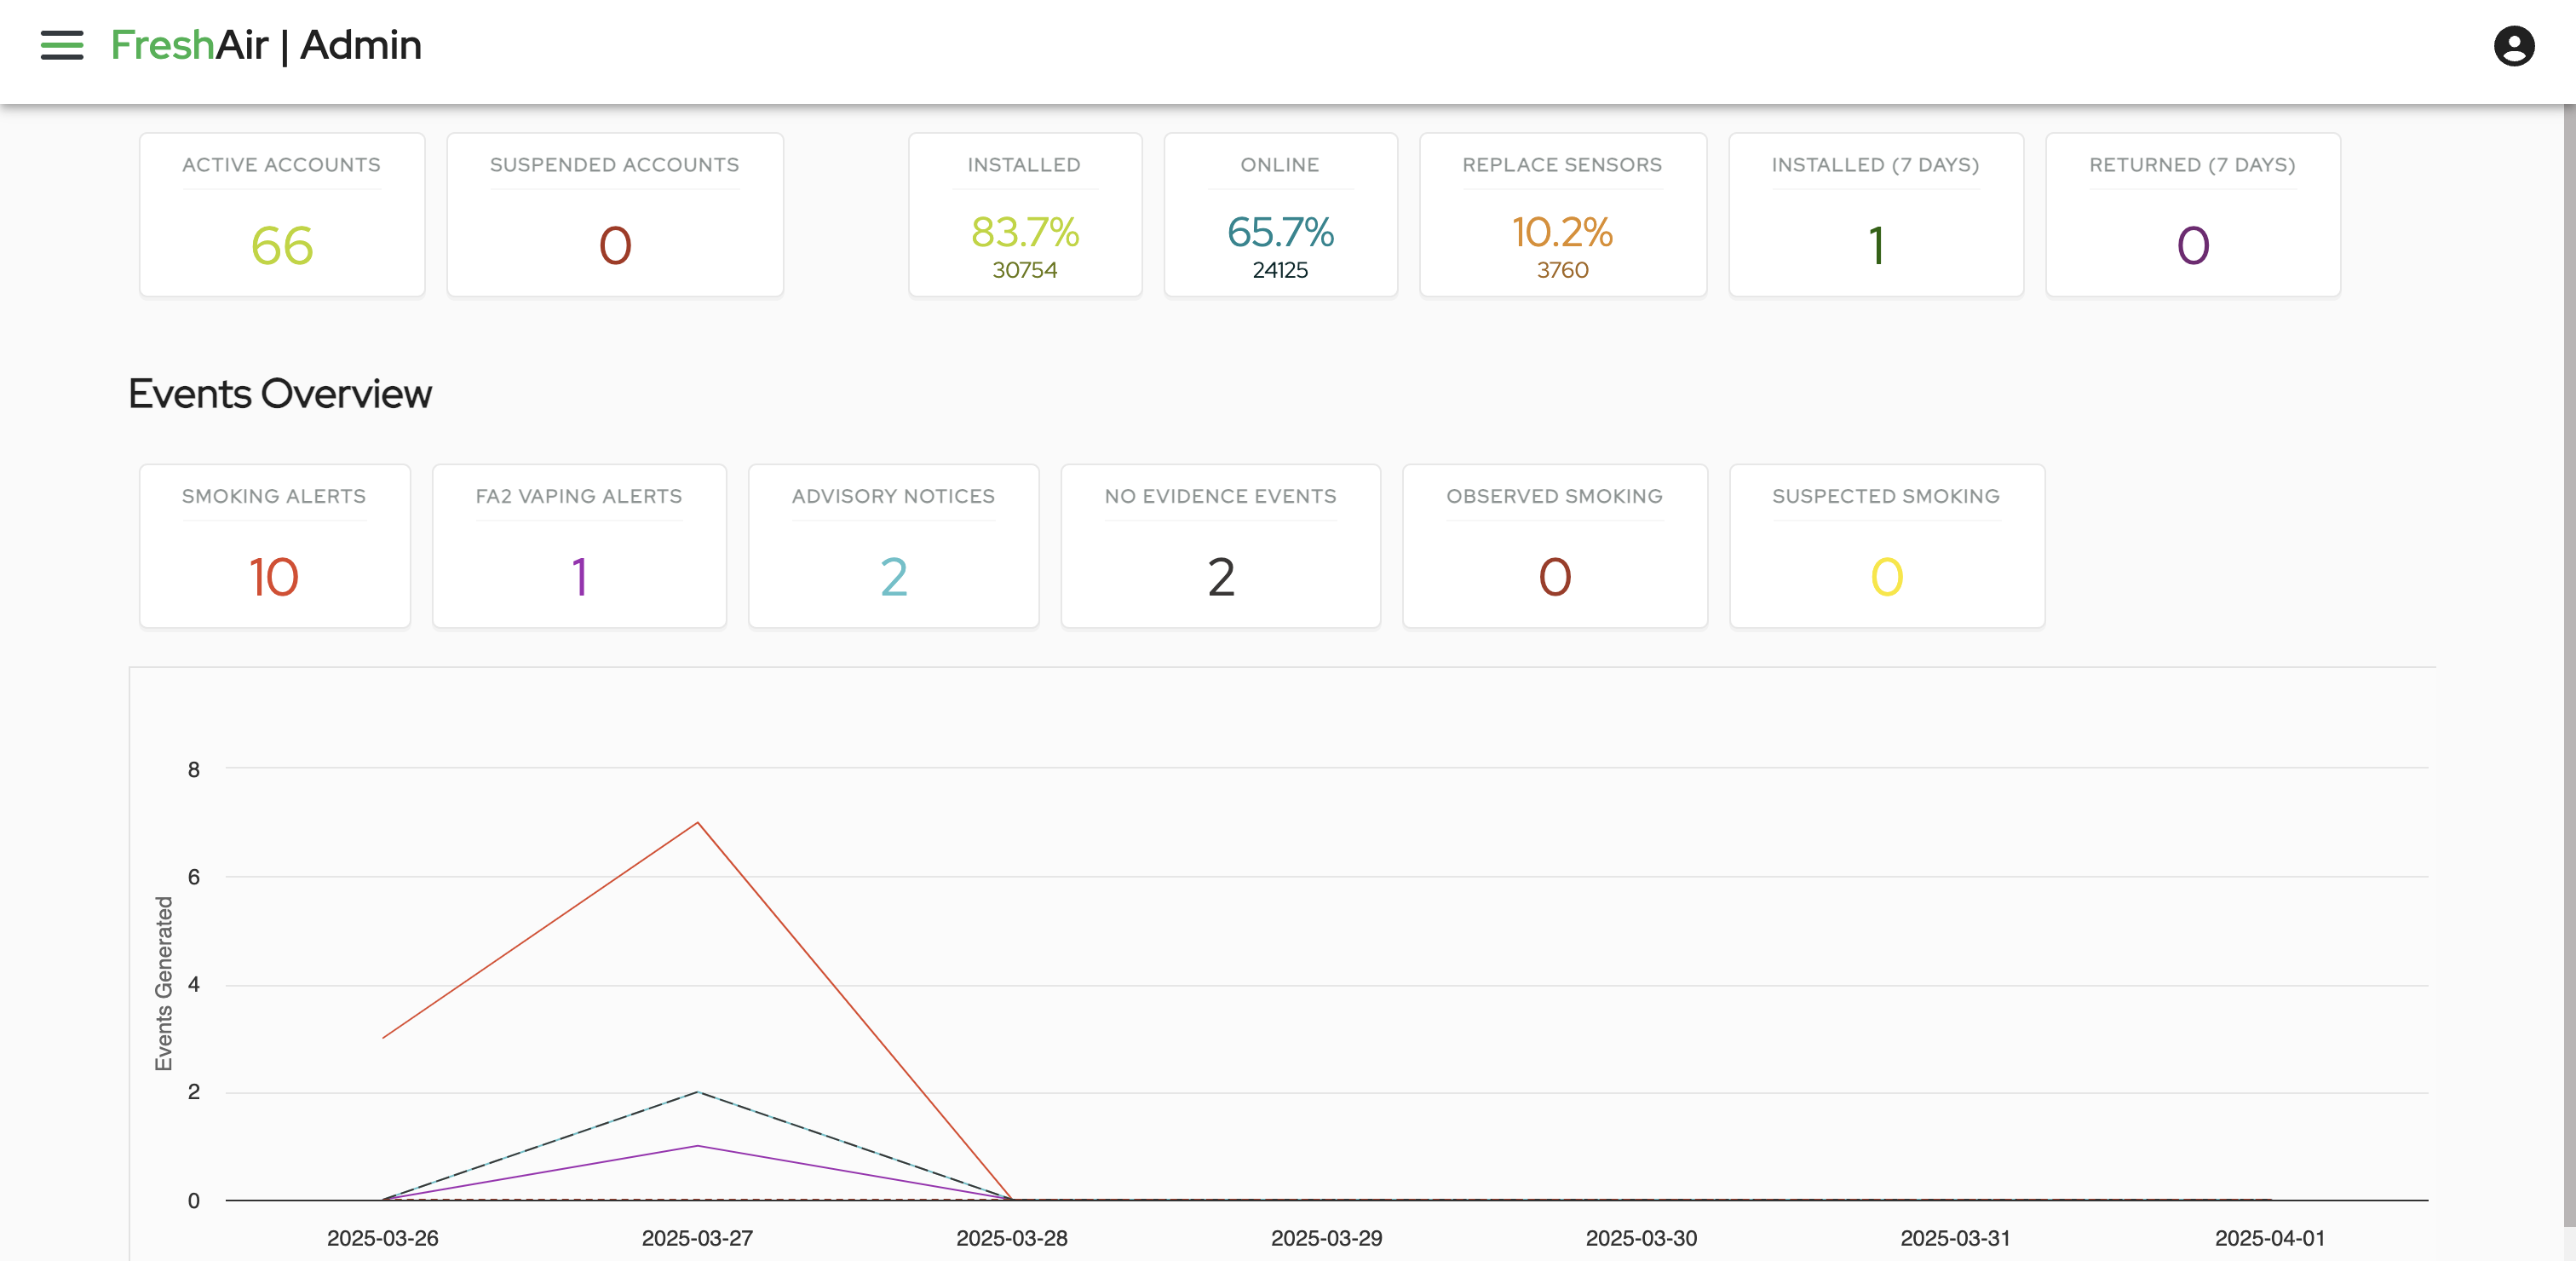 FreshAir | Admin
ACTIVE ACCOUNTS
66
SUSPENDED ACCOUNTS
0
INSTALLED
83.7%
30754
ONLINE
65.7%
24125
REPLACE SENSORS
10.2%
3760
INSTALLED (7 DAYS)
1
RETURNED (7 DAYS)
0
Events Overview
SMOKING ALERTS
10
FA2 VAPING ALERTS
1
ADVISORY NOTICES
2
NO EVIDENCE EVENTS
2
OBSERVED SMOKING
0
SUSPECTED SMOKING
0
Events Generated
8
6
4
2
0
2025-03-26
2025-03-27
2025-03-28
2025-03-29
2025-03-30
2025-03-31
2025-04-01